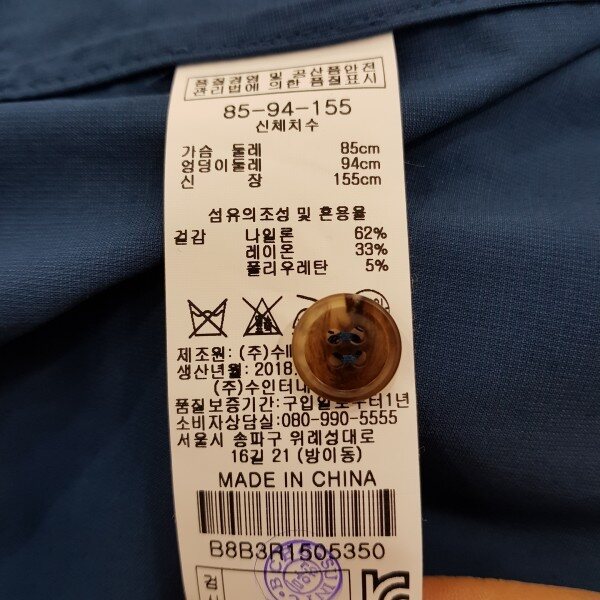 품질경영 및 공산품안전
관리법에 의한 품질표시
85-94-155
신체치수
가슴 둘레 85cm
엉덩이둘레 94cm
신 장 155cm
섬유의조성 및 혼용율
겉감 나일론 62%
레이온 33%
폴리우레탄 5%
제조원: (주)수
생산년월: 2018.
(주)수인터내
품질보증기간: 구입일로부터1년
소비자상담실: 080-990-5555
서울시 송파구 위례성대로
16길 21 (방이동)
MADE IN CHINA
B8B3R1505350
검